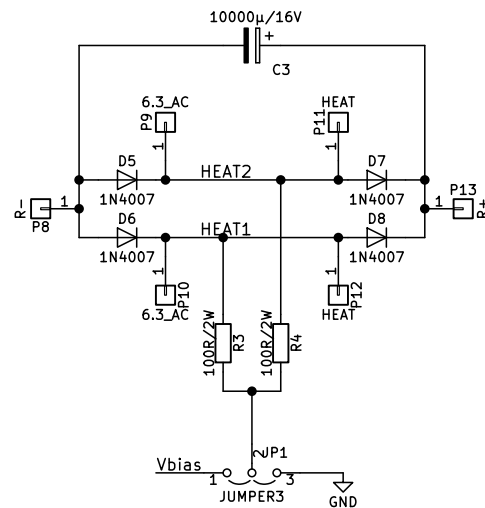 10000µ/16V
+
C3
6.3_AC
HEAT
P9
P11
1
1
D5
HEAT2
D7
1N4007
1N4007
P13
R-
1
1
R+
P8
D6
HEAT1
D8
1N4007
1N4007
1
1
P10
P12
6.3_AC
HEAT
100R/2W
R3
100R/2W
R4
2
JP1
Vbias
1
3
JUMPER3
GND